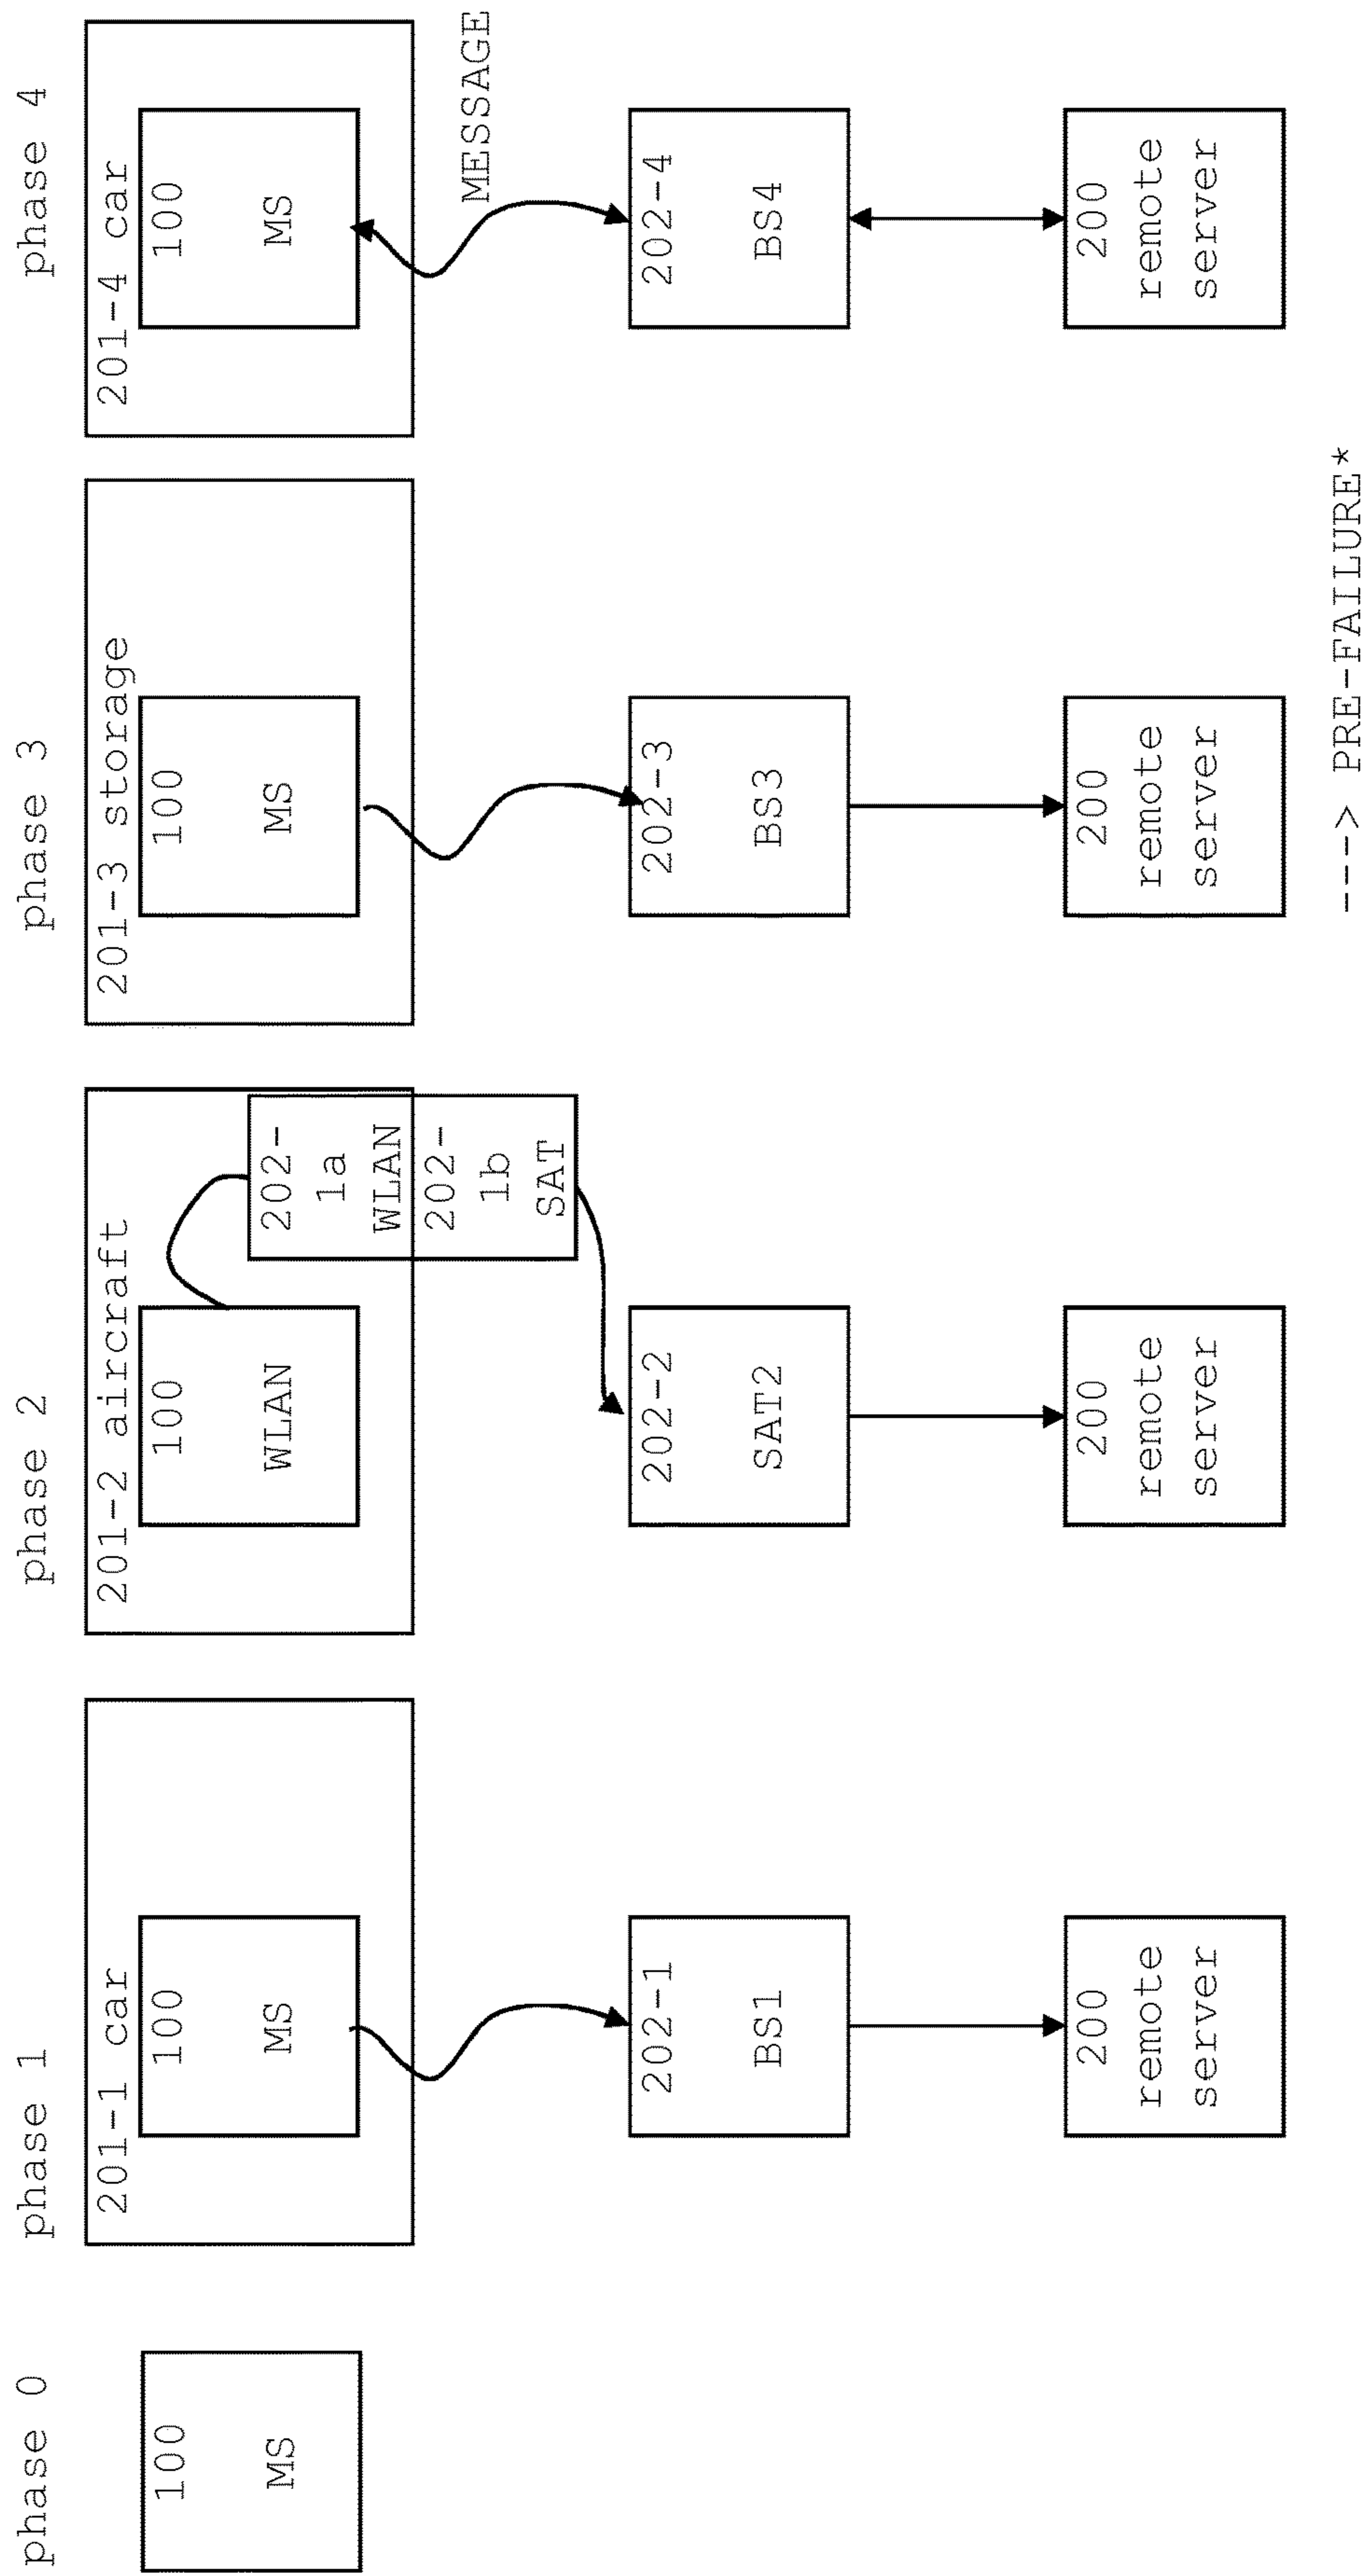 phase 0
100
MS
phase 1
201-1 car
100
MS
202-1
BS1
200
remote
server
phase 2
201-2 aircraft
100
WLAN
202-
1a
WLAN
202-
1b
SAT
202-2
SAT2
200
remote
server
phase 3
201-3 storage
100
MS
202-3
BS3
200
remote
server
phase 4
201-4 car
100
MS
MESSAGE
202-4
BS4
200
remote
server
---> PRE-FAILURE*